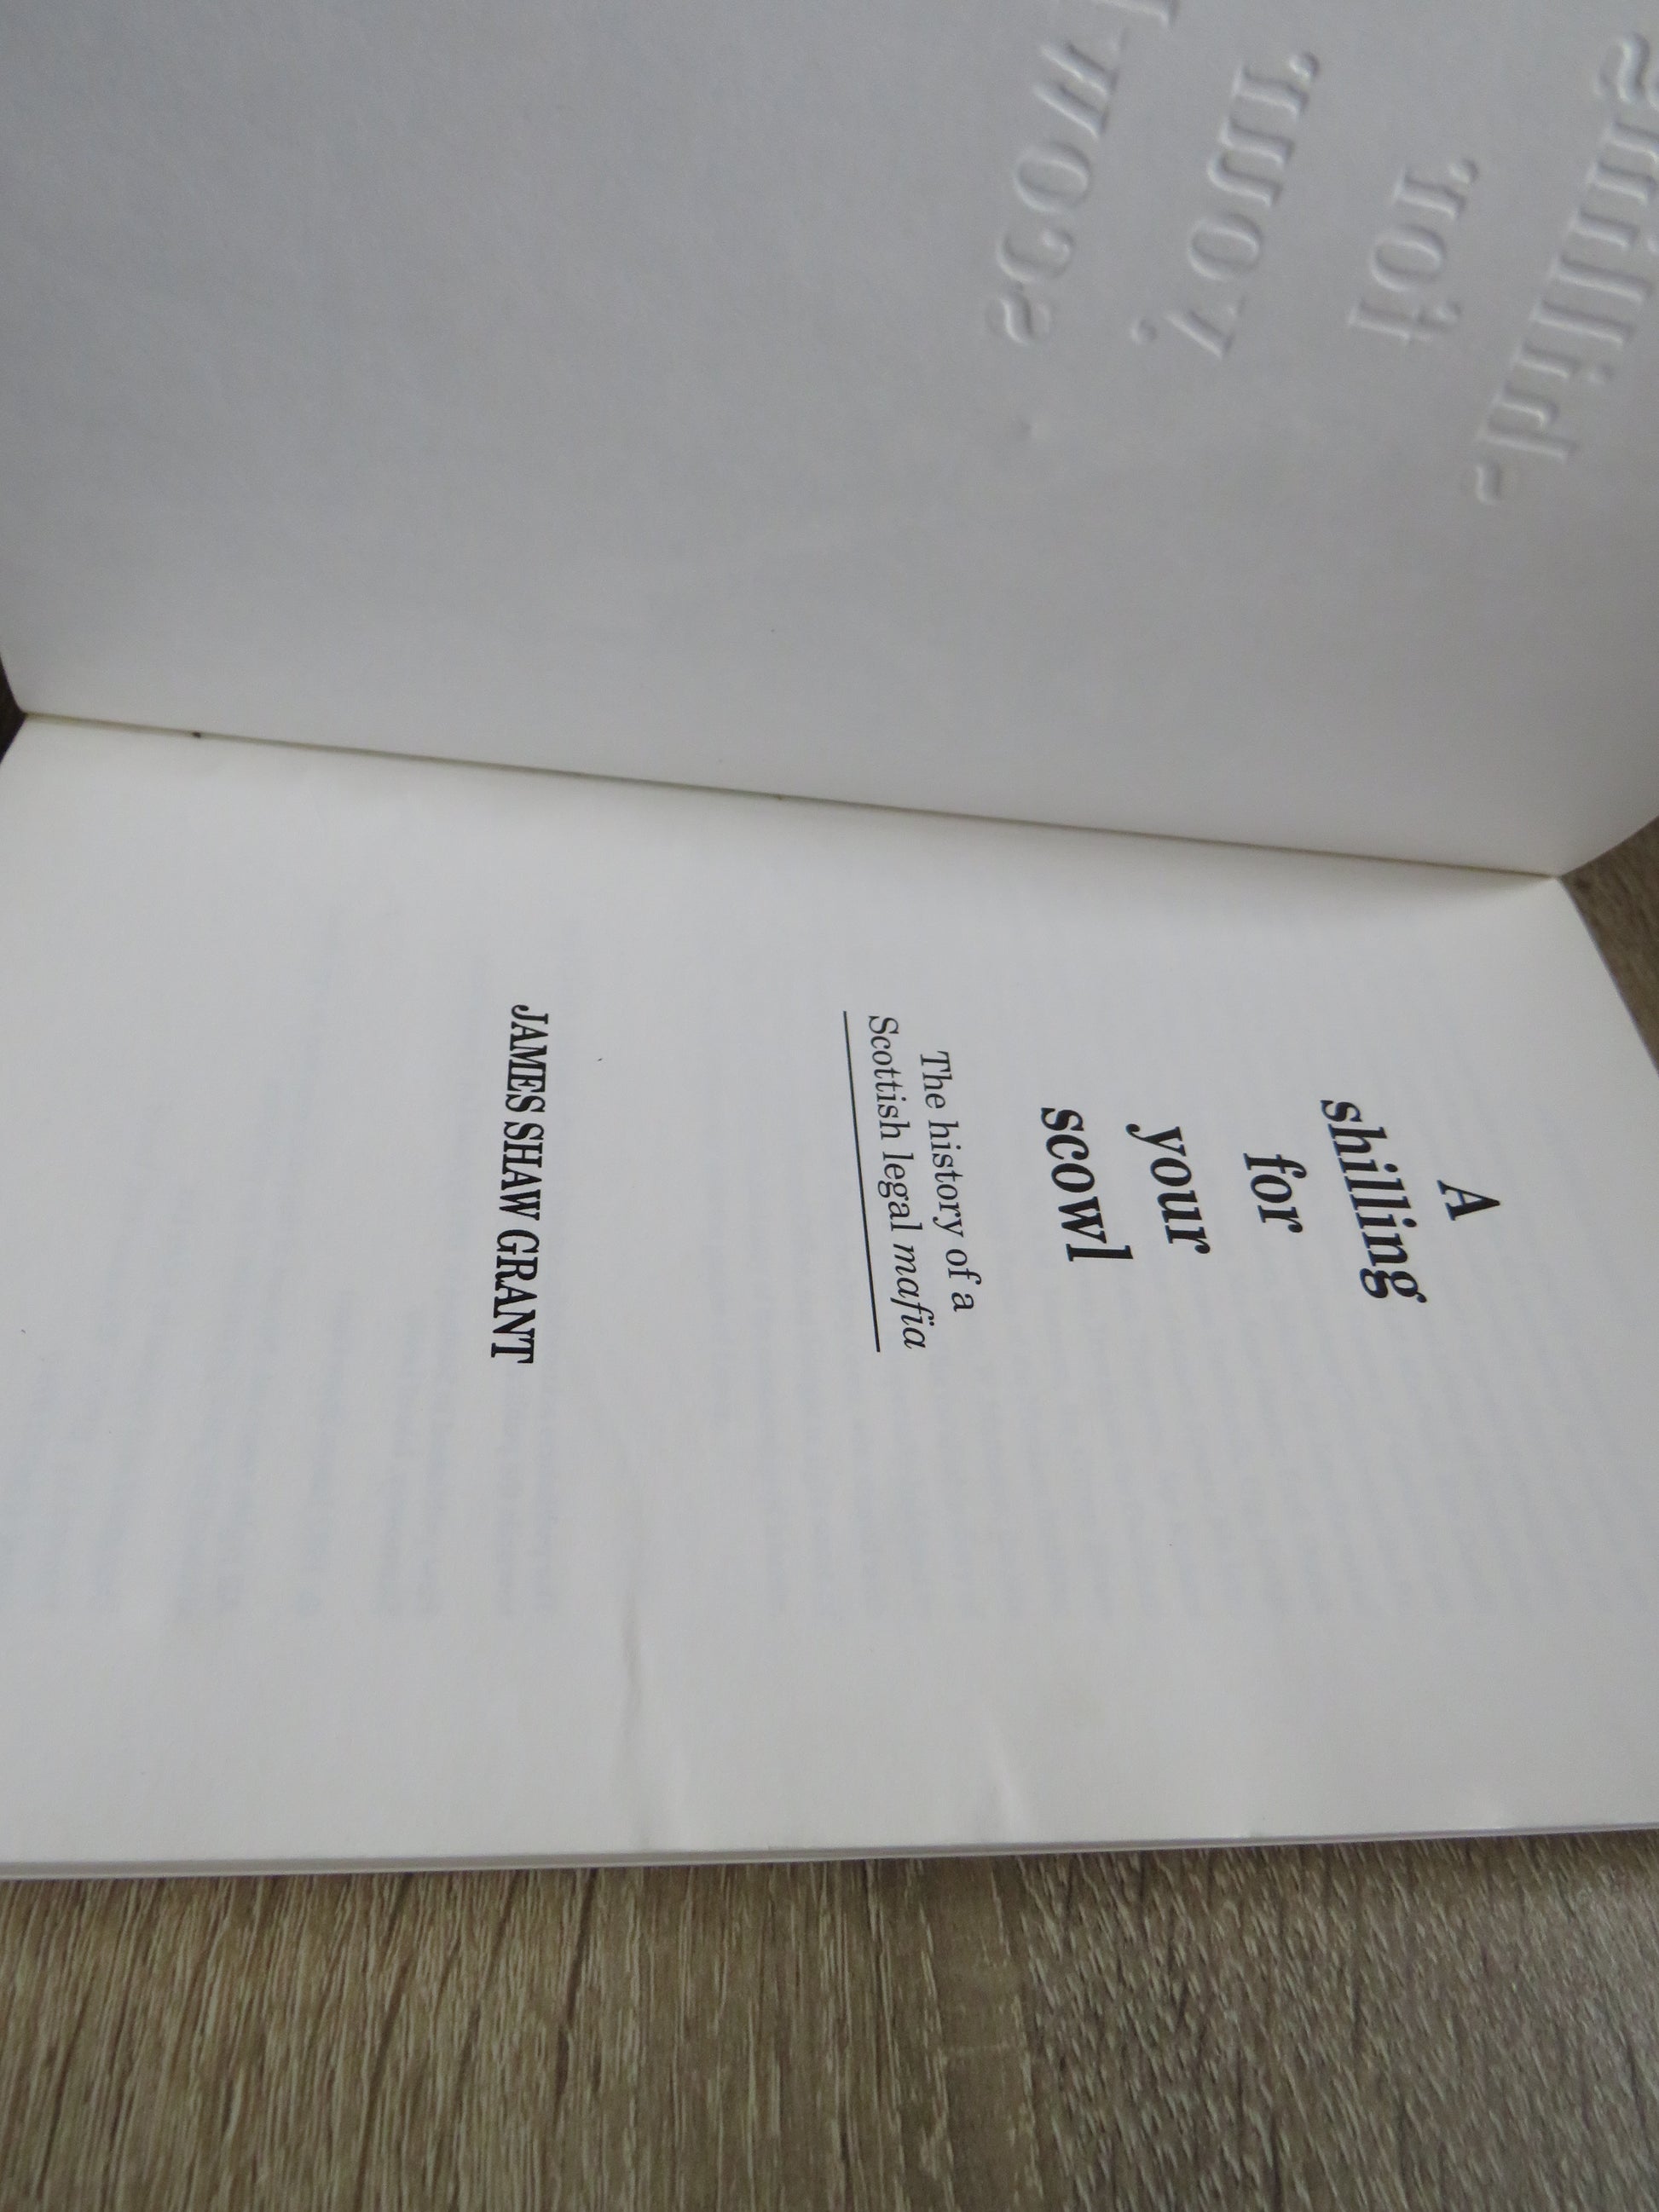 A
shilling
for
your
scowl
The history of a
Scottish legal mafia
JAMES SHAW GRANT